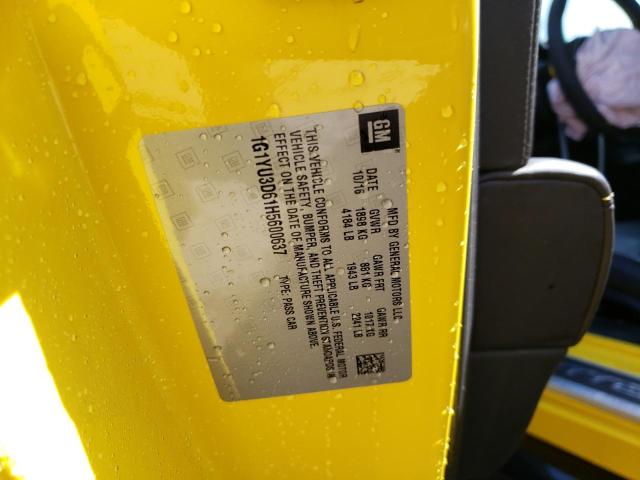 GM
MFD BY GENERAL MOTORS LLC
DATE GVWR GAWR FRT GAWR RR
10/16 1898 KG 881 KG 1017 KG
4184 LB 1943 LB 2241 LB
THIS VEHICLE CONFORMS TO ALL APPLICABLE U.S. FEDERAL MOTOR
VEHICLE SAFETY, BUMPER, AND THEFT PREVENTION STANDARDS IN
EFFECT ON THE DATE OF MANUFACTURE SHOWN ABOVE.
1G1YU3D61H5600637 TYPE: PASS CAR